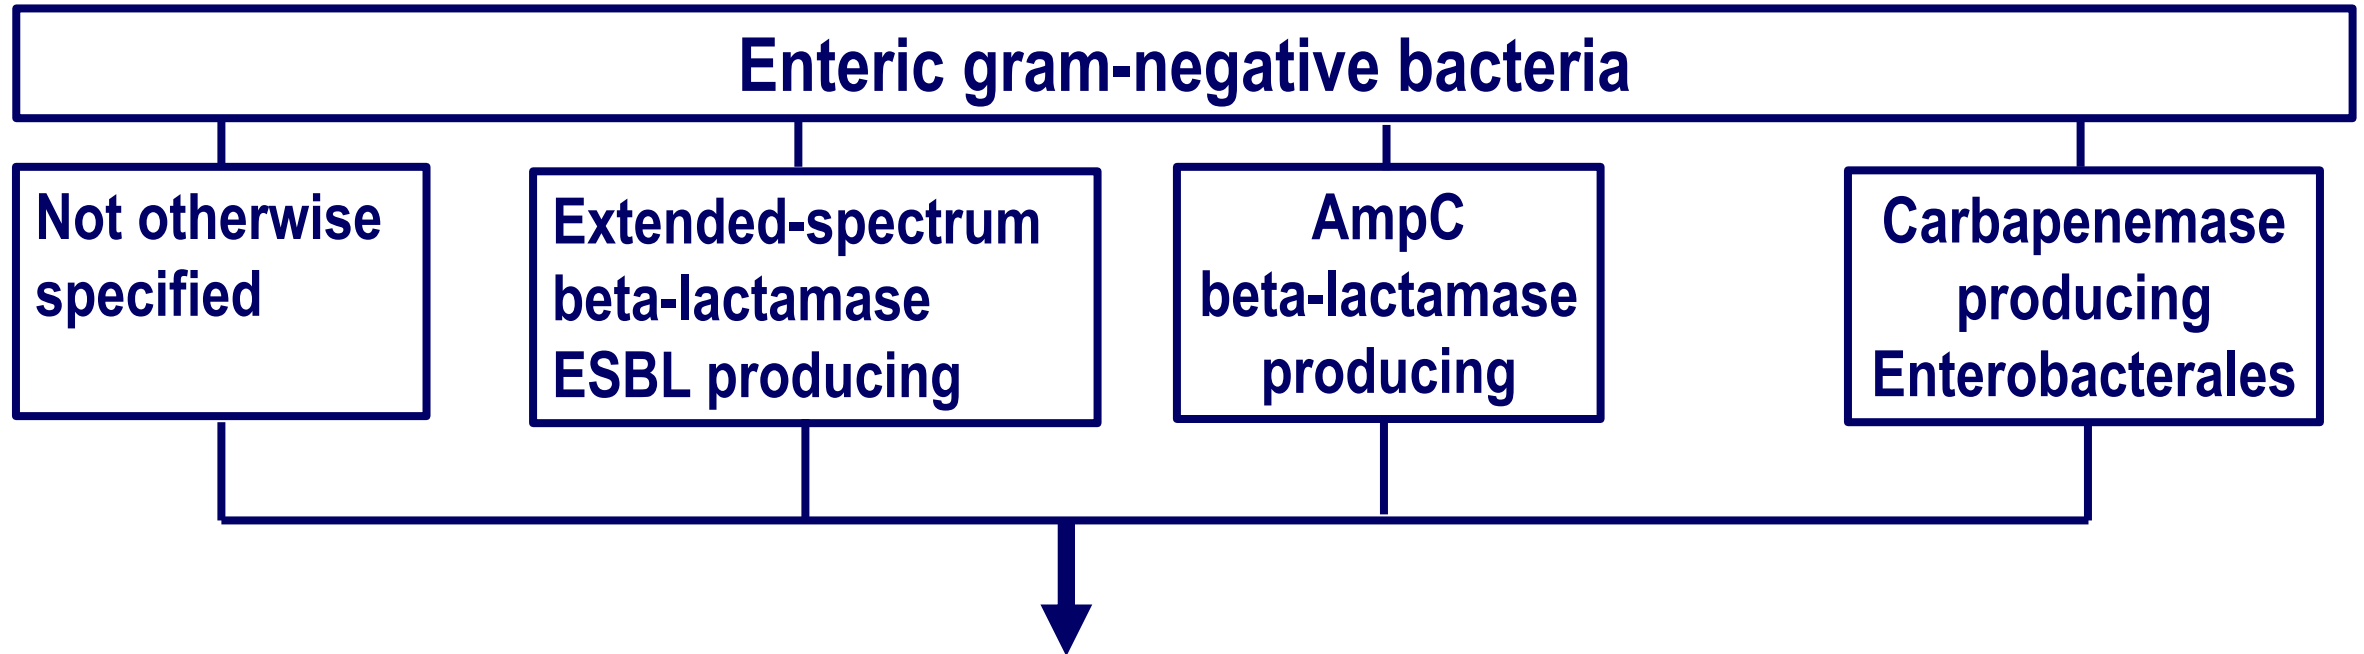 Enteric gram-negative bacteria
Not otherwise
specified
Extended-spectrum
beta-lactamase
ESBL producing
AmpC
beta-lactamase
producing
Carbapenemase
producing
Enterobacterales